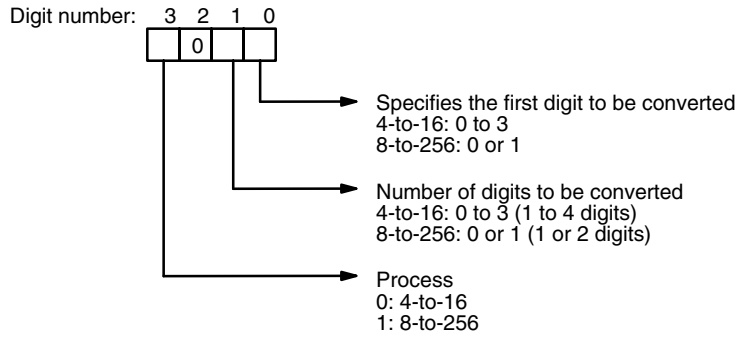 Digit number: 3 2 1 0
0
Specifies the first digit to be converted
4-to-16: 0 to 3
8-to-256: 0 or 1
Number of digits to be converted
4-to-16: 0 to 3 (1 to 4 digits)
8-to-256: 0 or 1 (1 or 2 digits)
Process
0: 4-to-16
1: 8-to-256